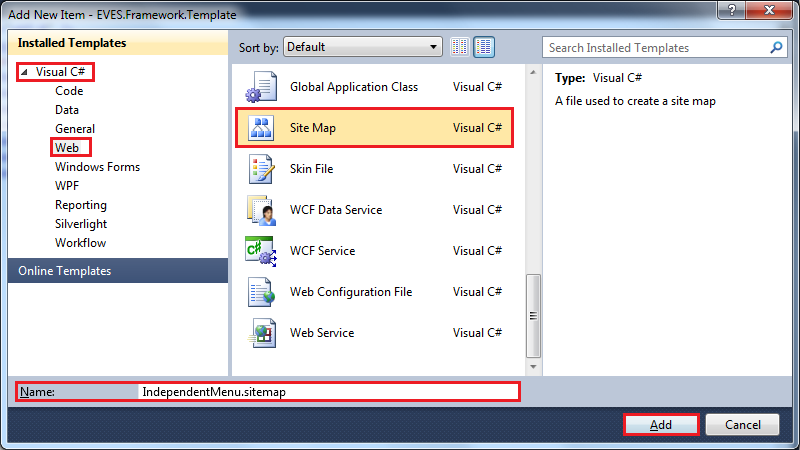 Add New Item - EVES.Framework.Template
Installed Templates
Visual C#
Code
Data
General
Web
Windows Forms
WPF
Reporting
Silverlight
Workflow
Online Templates
Sort by: Default
Global Application Class Visual C#
Site Map Visual C#
Skin File Visual C#
WCF Data Service Visual C#
WCF Service Visual C#
Web Configuration File Visual C#
Web Service Visual C#
Search Installed Templates
Type: Visual C#
A file used to create a site map
Name: IndependentMenu.sitemap
Add Cancel